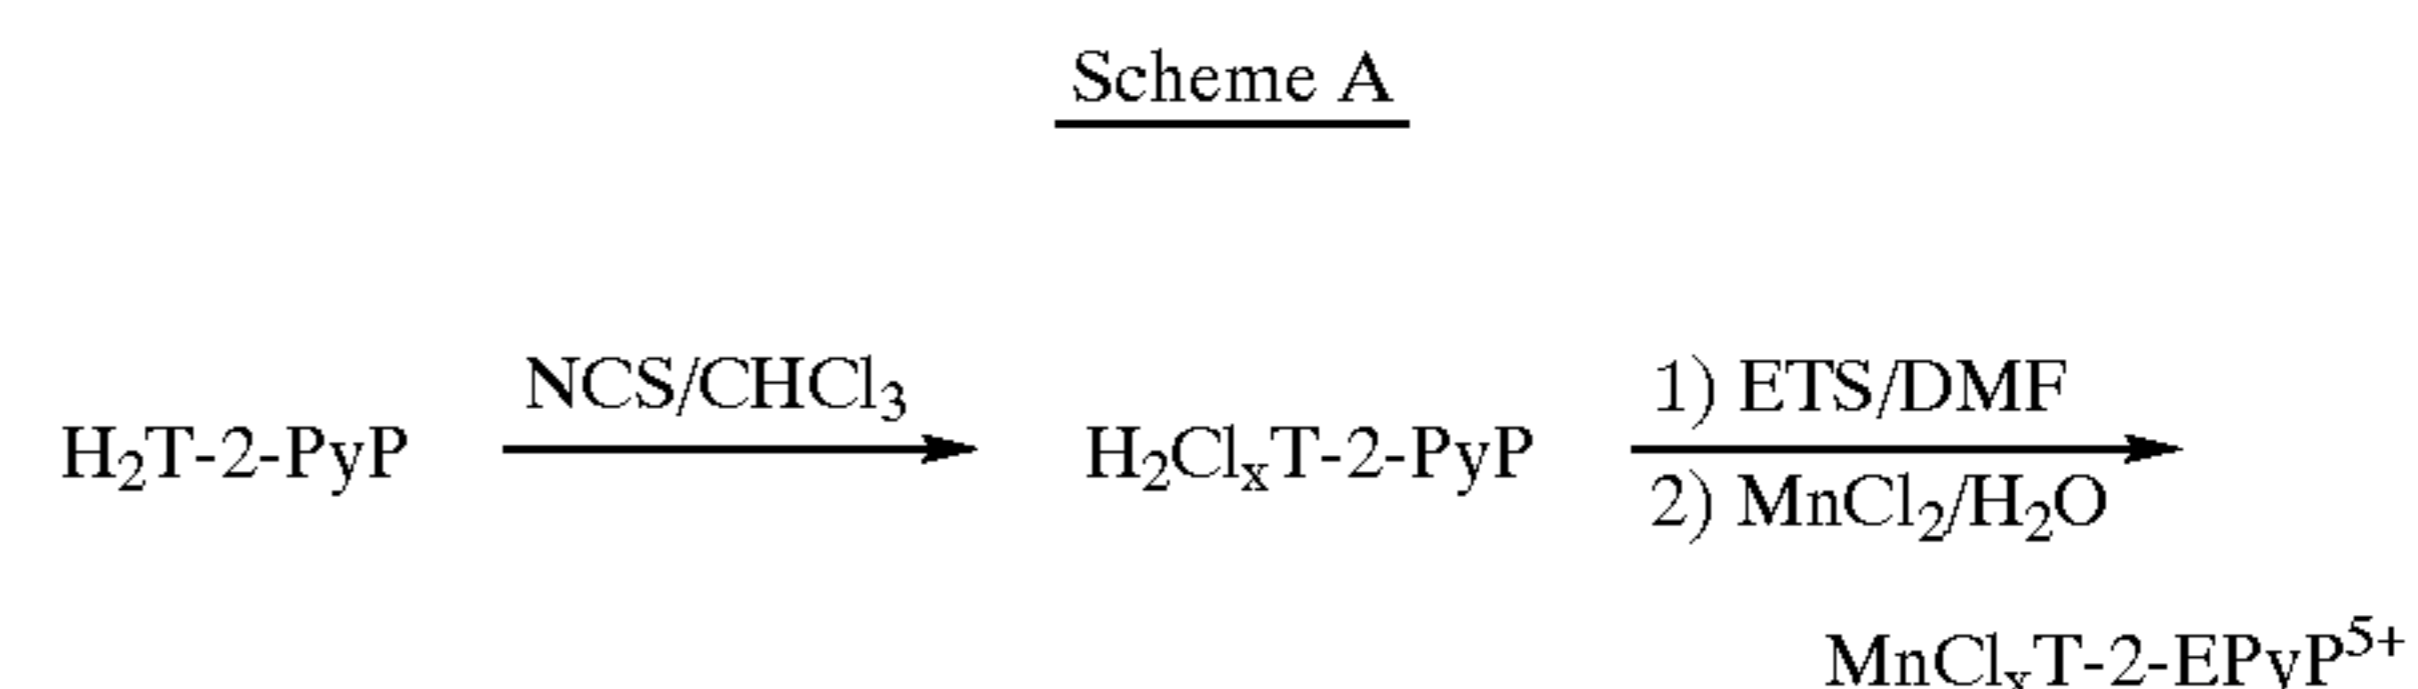 Scheme A
NCS/CHCl₃
H₂T-2-PyP
H₂ClₓT-2-PyP
1) ETS/DMF
2) MnCl₂/H₂O
MnClₓT-2-EPyP⁵⁺